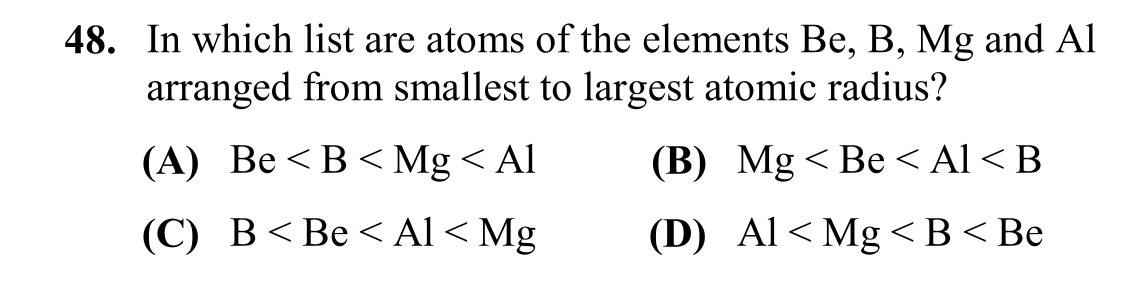 48. In which list are atoms of the elements Be, B, Mg and Al
arranged from smallest to largest atomic radius?
(A) Be < B < Mg < Al (B) Mg < Be < Al < B
(C) B < Be < Al < Mg (D) Al < Mg < B < Be